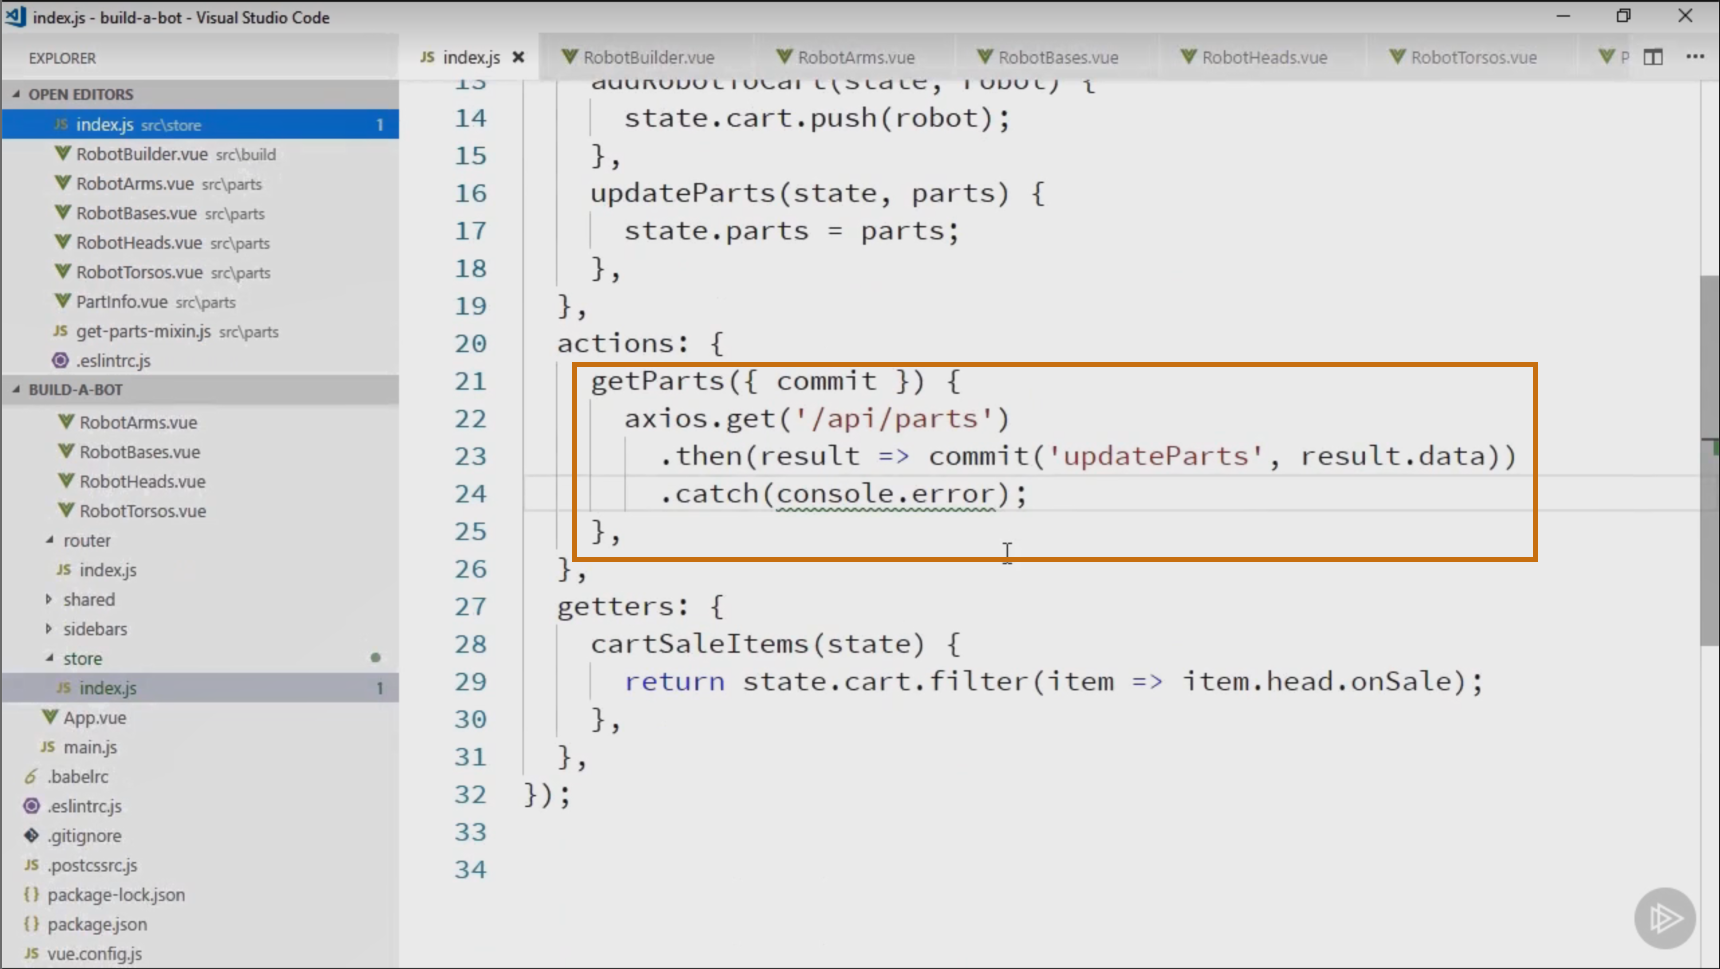 index.js - build-a-bot - Visual Studio Code
EXPLORER
OPEN EDITORS
JS index.js src\store 1
RobotBuilder.vue src\build
RobotArms.vue src\parts
RobotBases.vue src\parts
RobotHeads.vue src\parts
RobotTorsos.vue src\parts
PartInfo.vue src\parts
JS get-parts-mixin.js src\parts
.eslintrc.js
BUILD-A-BOT
RobotArms.vue
RobotBases.vue
RobotHeads.vue
RobotTorsos.vue
router
JS index.js
shared
sidebars
store
JS index.js 1
App.vue
JS main.js
.babelrc
.eslintrc.js
.gitignore
JS .postcssrc.js
{} package-lock.json
{} package.json
JS vue.config.js
JS index.js RobotBuilder.vue RobotArms.vue RobotBases.vue RobotHeads.vue RobotTorsos.vue P
13 addRobotToCart(state, robot) {
14 state.cart.push(robot);
15 },
16 updateParts(state, parts) {
17 state.parts = parts;
18 },
19 },
20 actions: {
21 getParts({ commit }) {
22 axios.get('/api/parts')
23 .then(result => commit('updateParts', result.data))
24 .catch(console.error);
25 },
26 },
27 getters: {
28 cartSaleItems(state) {
29 return state.cart.filter(item => item.head.onSale);
30 },
31 },
32 });
33
34